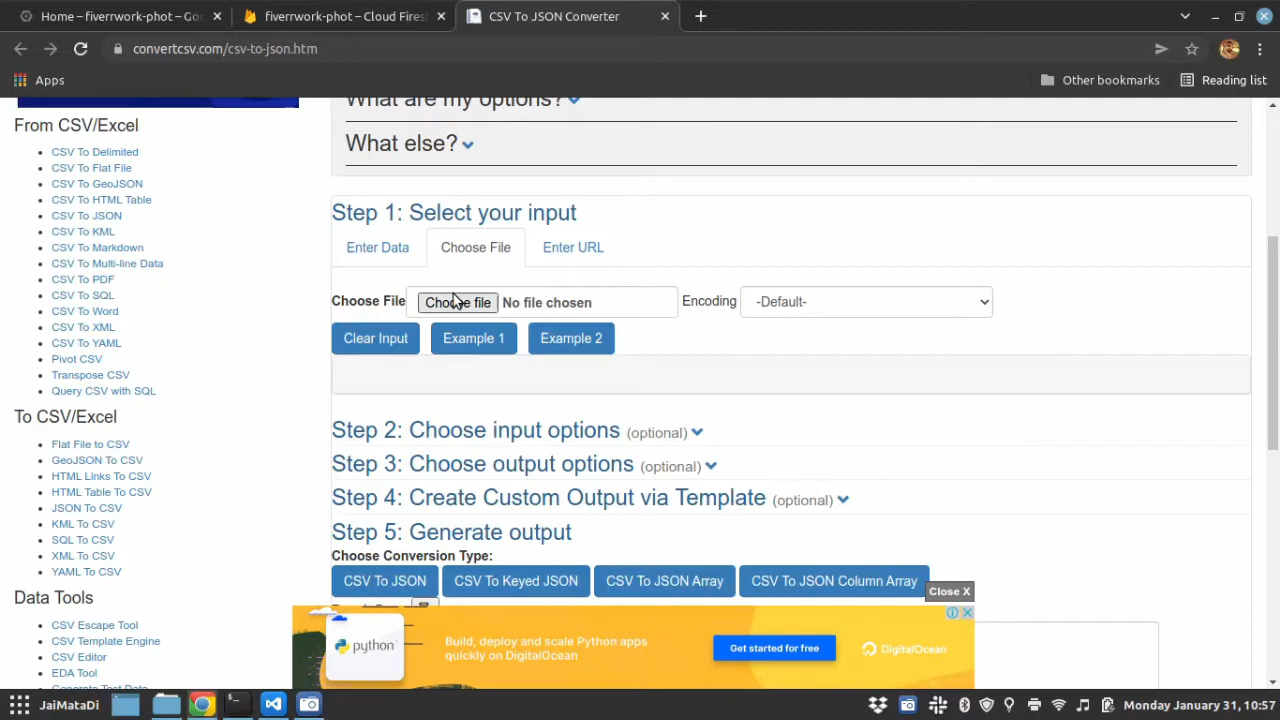 Home – fiverrwork-phot – Goo
fiverrwork-phot – Cloud Fires
CSV To JSON Converter
convertcsv.com/csv-to-json.htm
Apps
Other bookmarks
Reading list
From CSV/Excel
CSV To Delimited
CSV To Flat File
CSV To GeoJSON
CSV To HTML Table
CSV To JSON
CSV To KML
CSV To Markdown
CSV To Multi-line Data
CSV To PDF
CSV To SQL
CSV To Word
CSV To XML
CSV To YAML
Pivot CSV
Transpose CSV
Query CSV with SQL
To CSV/Excel
Flat File to CSV
GeoJSON To CSV
HTML Links To CSV
HTML Table To CSV
JSON To CSV
KML To CSV
SQL To CSV
XML To CSV
YAML To CSV
Data Tools
CSV Escape Tool
CSV Template Engine
CSV Editor
EDA Tool
Generate Test Data
What are my options?
What else?
Step 1: Select your input
Enter Data
Choose File
Enter URL
Choose File
Choose file
No file chosen
Encoding
-Default-
Clear Input
Example 1
Example 2
Step 2: Choose input options (optional)
Step 3: Choose output options (optional)
Step 4: Create Custom Output via Template (optional)
Step 5: Generate output
Choose Conversion Type:
CSV To JSON
CSV To Keyed JSON
CSV To JSON Array
CSV To JSON Column Array
Close X
python
Build, deploy and scale Python apps
quickly on DigitalOcean
Get started for free
DigitalOcean
JaiMataDi
Monday January 31, 10:57